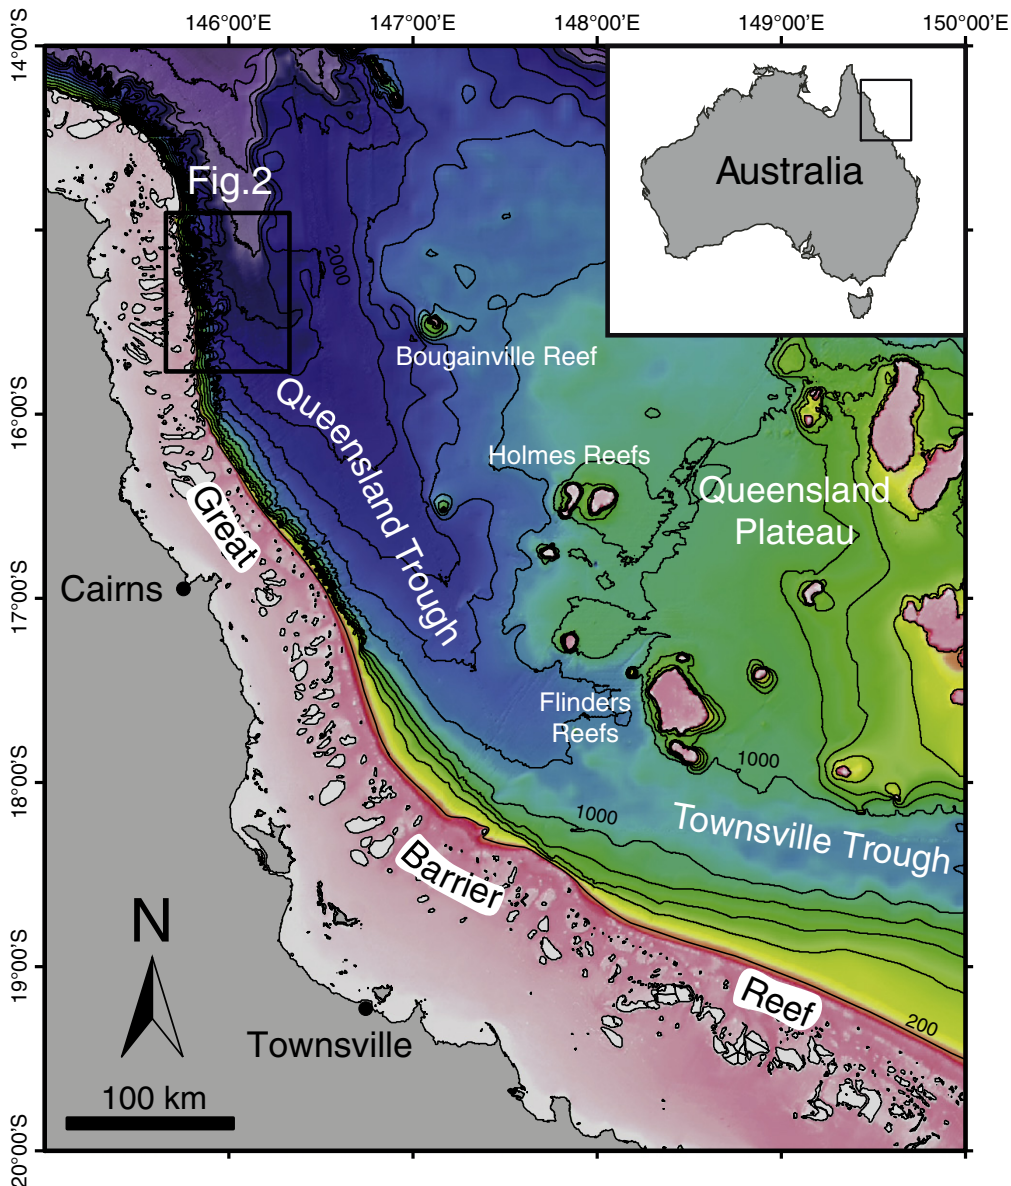 146°00'E
147°00'E
148°00'E
149°00'E
150°00'E
14°00'S
16°00'S
17°00'S
18°00'S
19°00'S
20°00'S
Australia
Fig.2
2000
Bougainville Reef
Queensland Trough
Holmes Reefs
Queensland
Plateau
Great
Cairns
Flinders
Reefs
1000
1000
Townsville Trough
Barrier
N
Reef
200
Townsville
100 km